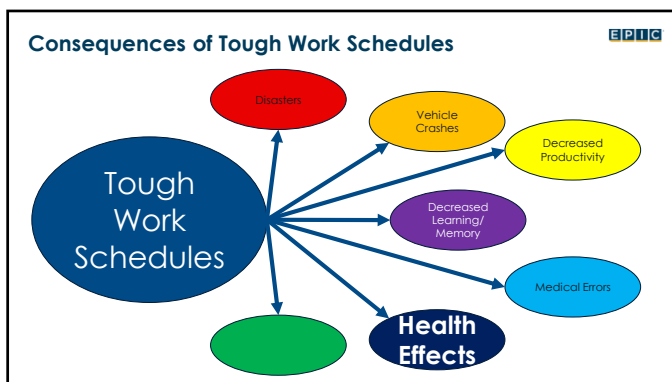 Consequences of Tough Work Schedules
EPIC
Disasters
Vehicle
Crashes
Decreased
Productivity
Tough
Work
Schedules
Decreased
Learning/
Memory
Medical Errors
Health
Effects